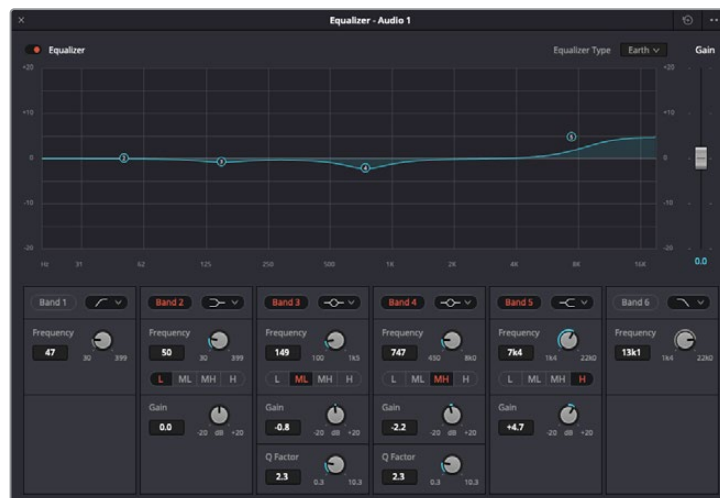 Equalizer - Audio 1
Equalizer
Equalizer Type Earth Gain
+20 +20
+10 +10
0 0
-10 -10
-20 -20
Hz 31 62 125 250 500 1K 2K 4K 8K 16K 0.0
2 3 4 5
Band 1 Band 2 Band 3 Band 4 Band 5 Band 6
Frequency Frequency Frequency Frequency Frequency Frequency
47 30 399 50 30 399 149 100 1k5 747 450 8k0 7k4 1k4 22k0 13k1 1k4 22k0
L ML MH H L ML MH H L ML MH H L ML MH H
Gain Gain Gain Gain
0.0 -20 dB +20 -0.8 -20 dB +20 -2.2 -20 dB +20 +4.7 -20 dB +20
Q Factor Q Factor
2.3 0.3 10.3 2.3 0.3 10.3